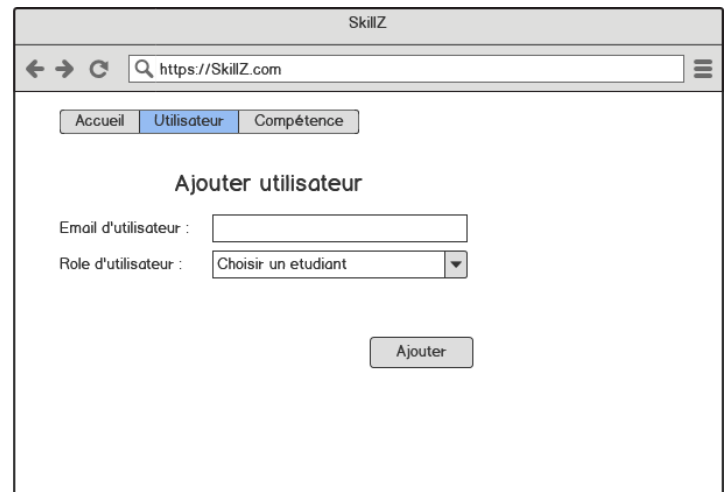 SkillZ
https://SkillZ.com
Accueil Utilisateur Compétence
Ajouter utilisateur
Email d'utilisateur :
Role d'utilisateur : Choisir un etudiant
Ajouter